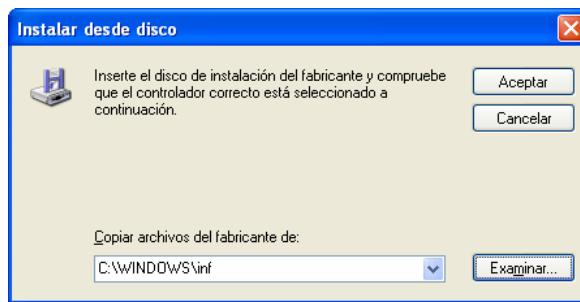 Instalar desde disco
Inserte el disco de instalación del fabricante y compruebe
que el controlador correcto está seleccionado a
continuación.
Aceptar
Cancelar
Copiar archivos del fabricante de:
C:\WINDOWS\inf
Examinar...